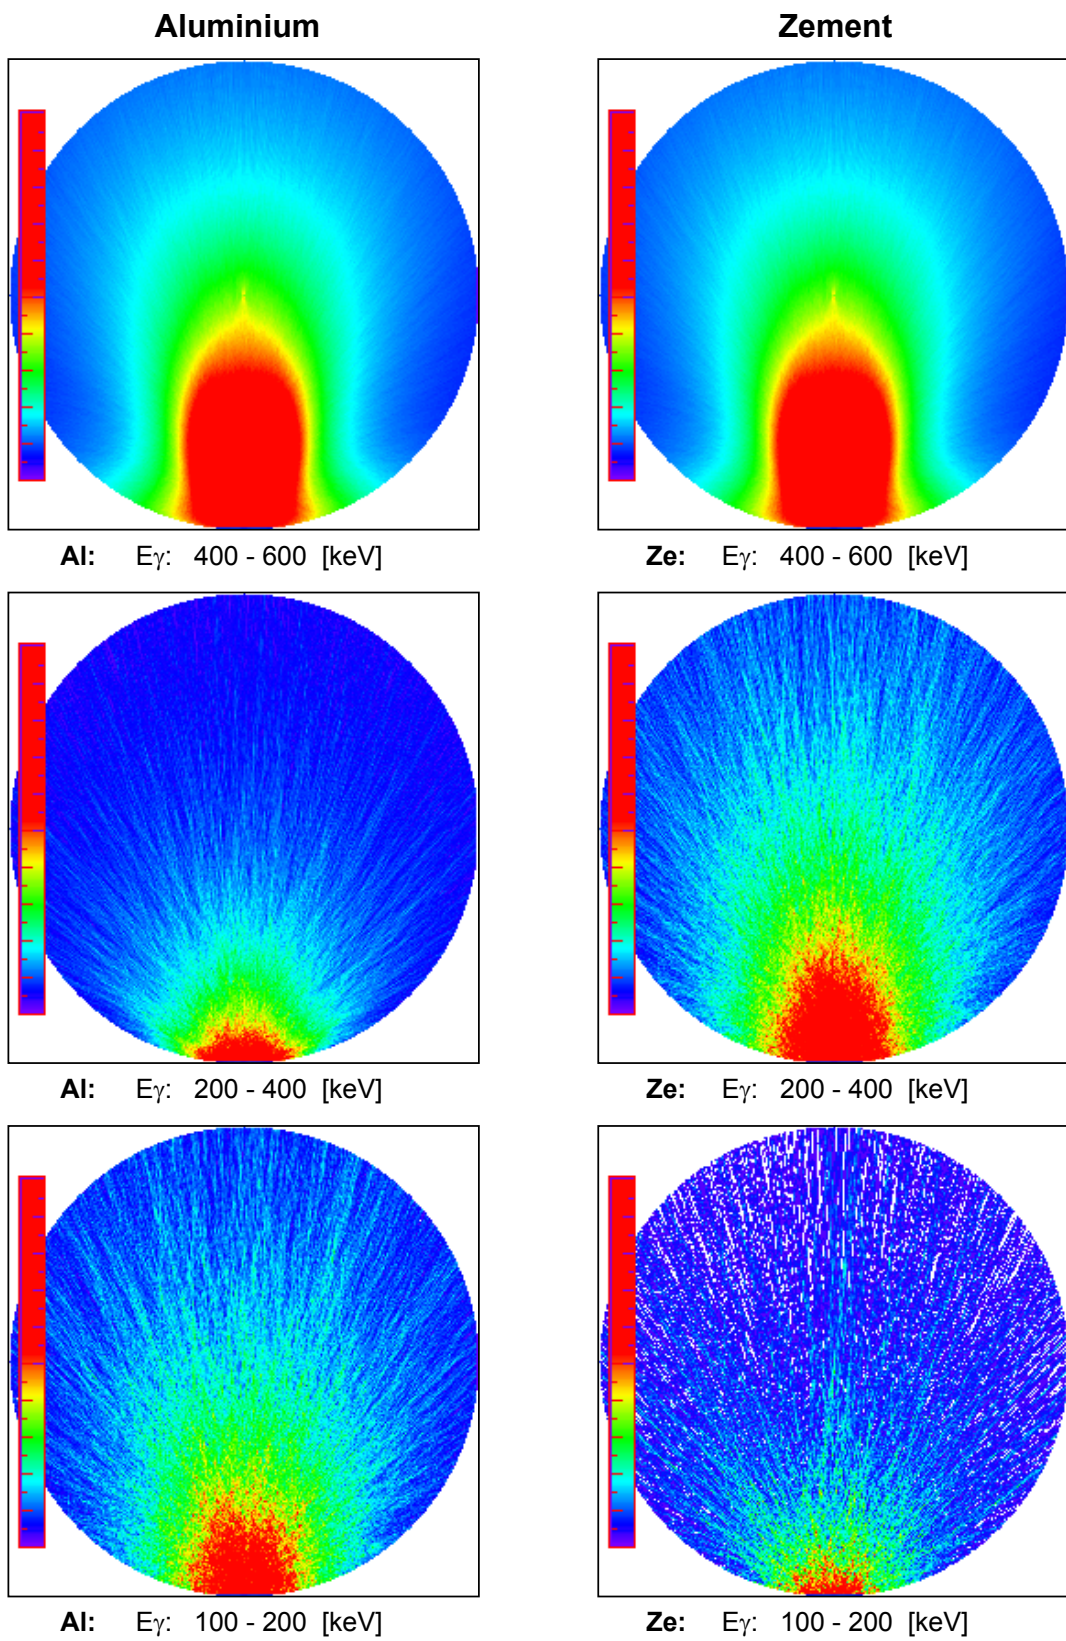 Aluminium Zement
Al: Eγ: 400 - 600 [keV] Ze: Eγ: 400 - 600 [keV]
Al: Eγ: 200 - 400 [keV] Ze: Eγ: 200 - 400 [keV]
Al: Eγ: 100 - 200 [keV] Ze: Eγ: 100 - 200 [keV]